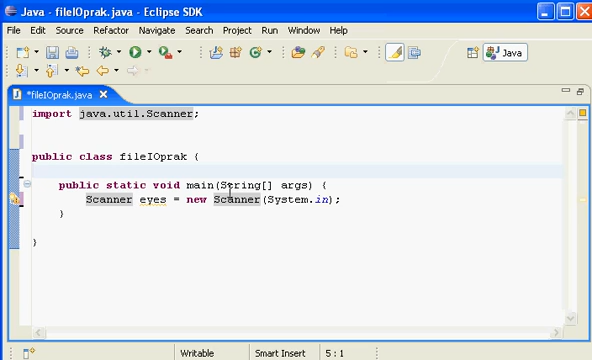 Java - fileIOprak.java - Eclipse SDK
File Edit Source Refactor Navigate Search Project Run Window Help
Java
*fileIOprak.java
import java.util.Scanner;
public class fileIOprak {
public static void main(String[] args) {
Scanner eyes = new Scanner(System.in);
}
}
Writable Smart Insert 5 : 1